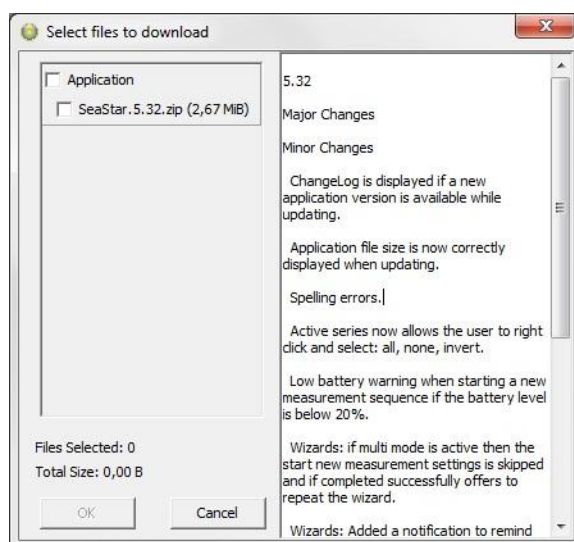 Select files to download
Application
SeaStar.5.32.zip (2,67 MiB)
Files Selected: 0
Total Size: 0,00 B
OK
Cancel
5.32
Major Changes
Minor Changes
ChangeLog is displayed if a new
application version is available while
updating.
Application file size is now correctly
displayed when updating.
Spelling errors.
Active series now allows the user to right
click and select: all, none, invert.
Low battery warning when starting a new
measurement sequence if the battery level
is below 20%.
Wizards: if multi mode is active then the
start new measurement settings is skipped
and if completed successfully offers to
repeat the wizard.
Wizards: Added a notification to remind